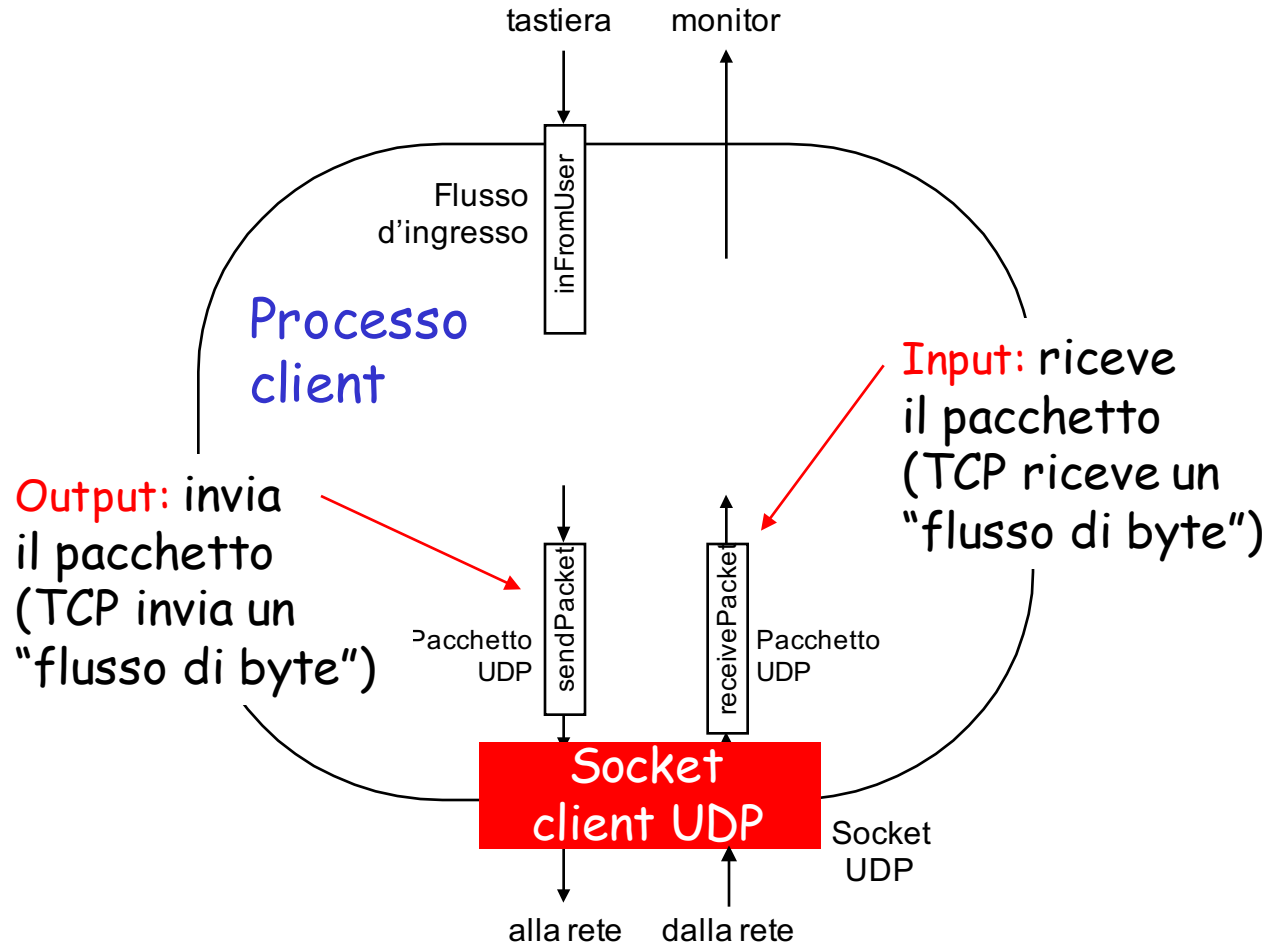 tastiera
monitor
Flusso
d'ingresso
inFromUser
Processo
client
Input: riceve
il pacchetto
(TCP riceve un
“flusso di byte”)
Output: invia
il pacchetto
(TCP invia un
“flusso di byte”)
Pacchetto
UDP
sendPacket
receivePacket
Pacchetto
UDP
Socket
client UDP
Socket
UDP
alla rete
dalla rete